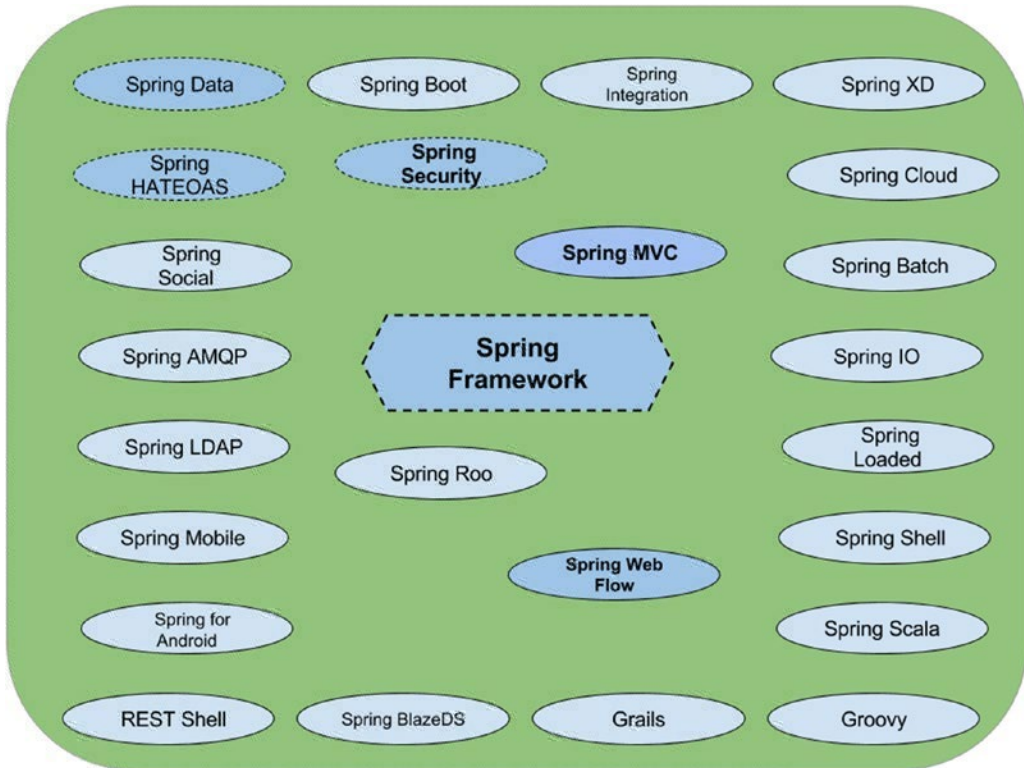 Spring Data
Spring Boot
Spring
Integration
Spring XD
Spring
HATEOAS
Spring
Security
Spring Cloud
Spring
Social
Spring MVC
Spring Batch
Spring AMQP
Spring
Framework
Spring IO
Spring LDAP
Spring Roo
Spring
Loaded
Spring Mobile
Spring Web
Flow
Spring Shell
Spring for
Android
Spring Scala
REST Shell
Spring BlazeDS
Grails
Groovy